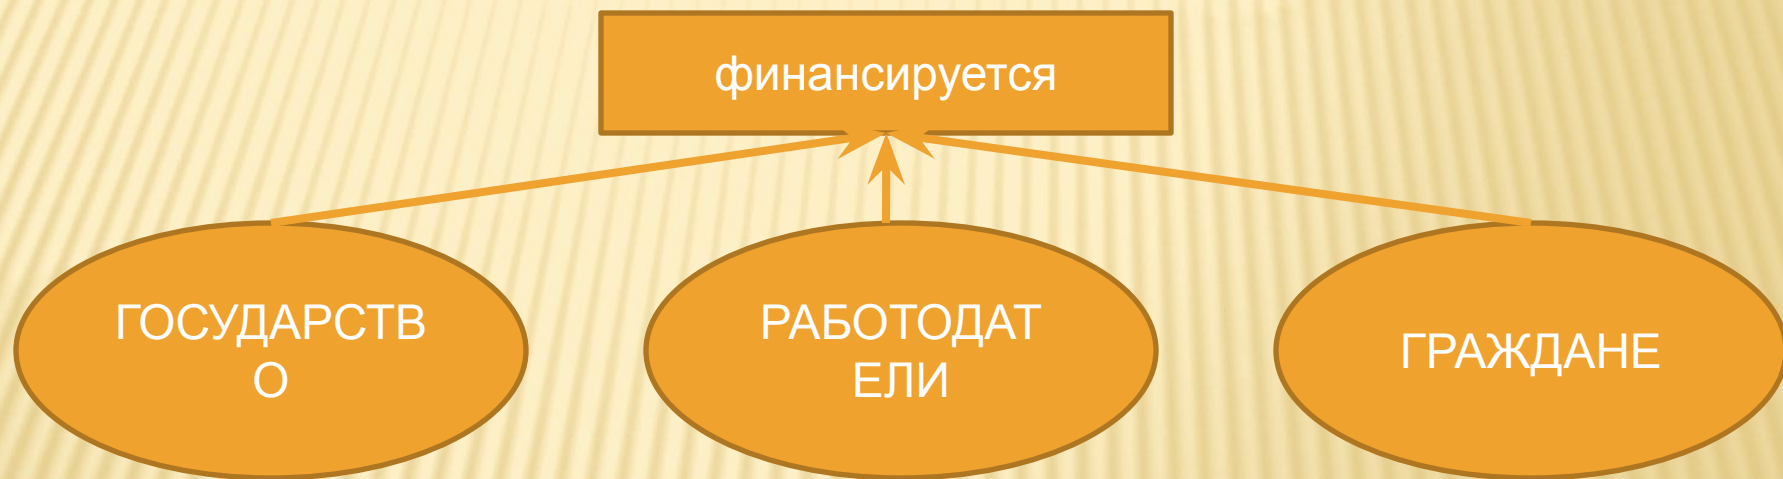 финансируется
ГОСУДАРСТВ
О
РАБОТОДАТ
ЕЛИ
ГРАЖДАНЕ